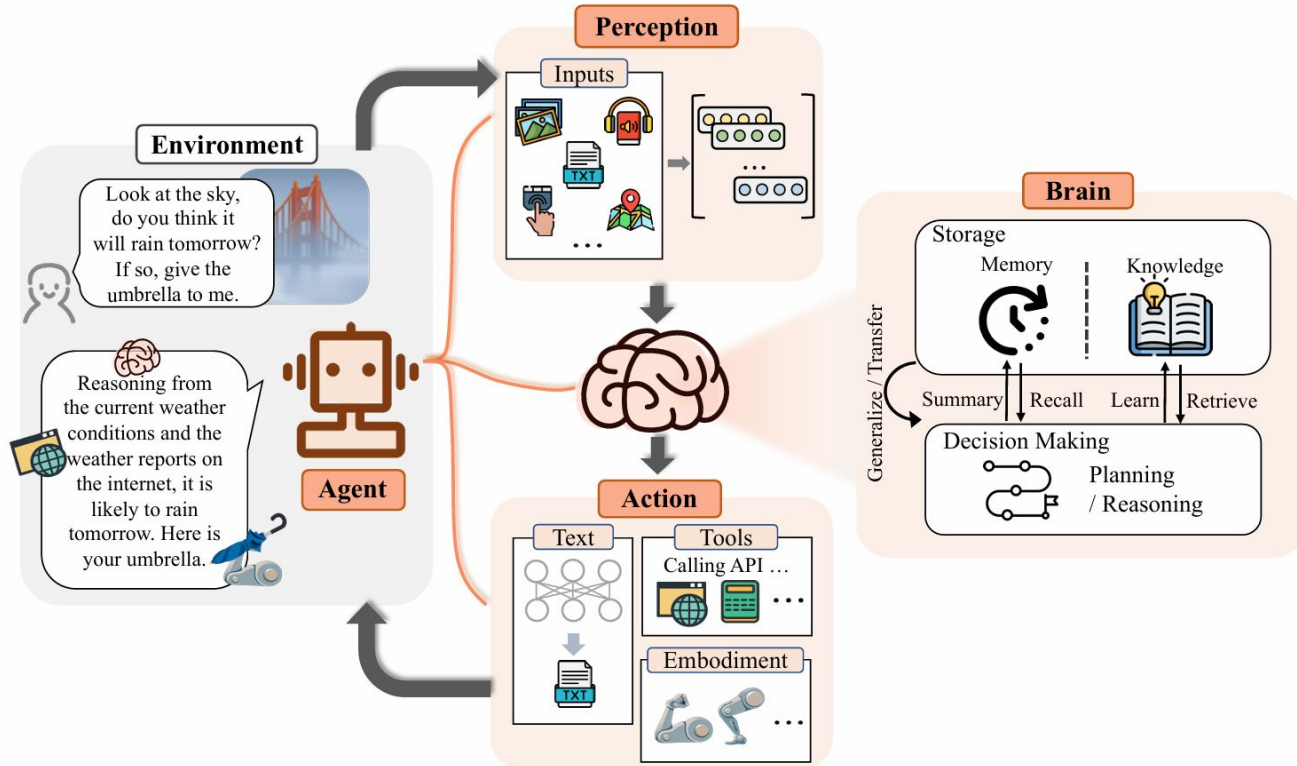 Perception
Inputs
TXT
...
...
Environment
Look at the sky,
do you think it
will rain tomorrow?
If so, give the
umbrella to me.
Reasoning from
the current weather
conditions and the
weather reports on
the internet, it is
likely to rain
tomorrow. Here is
your umbrella.
Agent
Brain
Storage
Memory
Knowledge
Generalize / Transfer
Summary
Recall
Learn
Retrieve
Decision Making
Planning
/ Reasoning
Action
Text
TXT
Tools
Calling API ...
...
Embodiment
...